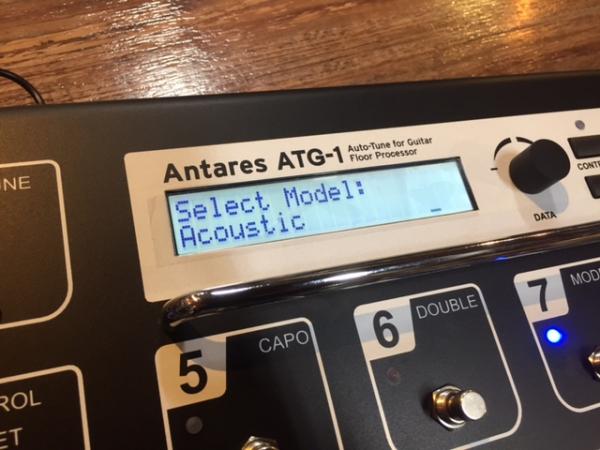 Antares ATG-1
Auto-Tune for Guitar
Floor Processor
Select Model:
Acoustic
DATA
5
CAPO
6
DOUBLE
7